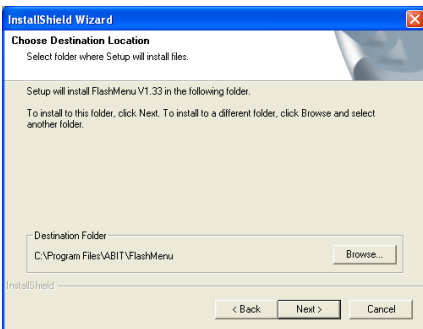 InstallShield Wizard
Choose Destination Location
Select folder where Setup will install files.
Setup will install FlashMenu V1.33 in the following folder.
To install to this folder, click Next. To install to a different folder, click Browse and select
another folder.
Destination Folder
C:\Program Files\ABIT\FlashMenu
Browse...
InstallShield
< Back
Next >
Cancel